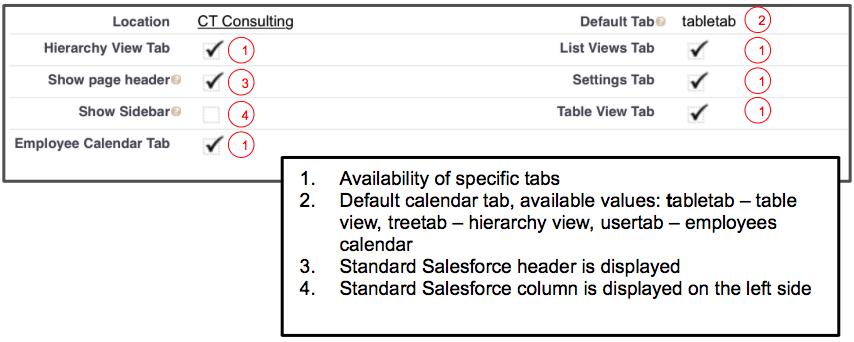 Location CT Consulting Default Tab? tabletab 2
Hierarchy View Tab 1 List Views Tab 1
Show page header? 3 Settings Tab 1
Show Sidebar? 4 Table View Tab 1
Employee Calendar Tab 1
1. Availability of specific tabs
2. Default calendar tab, available values: tabletab – table
view, treetab – hierarchy view, usertab – employees
calendar
3. Standard Salesforce header is displayed
4. Standard Salesforce column is displayed on the left side